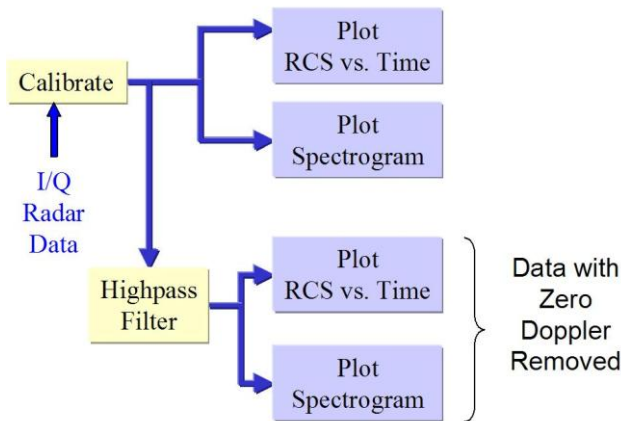 Plot
RCS vs. Time
Calibrate
Plot
Spectrogram
I/Q
Radar
Data
Highpass
Filter
Plot
RCS vs. Time
Plot
Spectrogram
Data with
Zero
Doppler
Removed